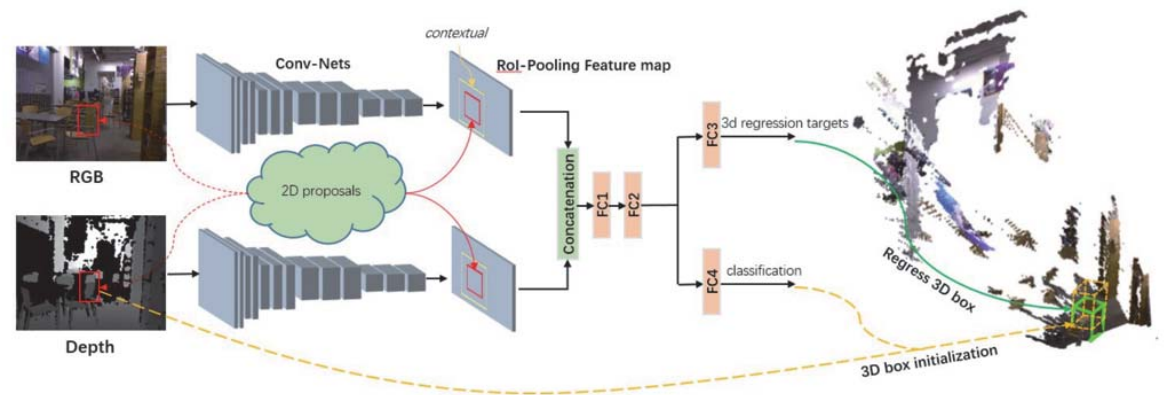 contextual
Conv-Nets
RoI-Pooling Feature map
RGB
2D proposals
Depth
Concatenation
FC1
FC2
FC3
3d regression targets
FC4
classification
Regress 3D box
3D box initialization